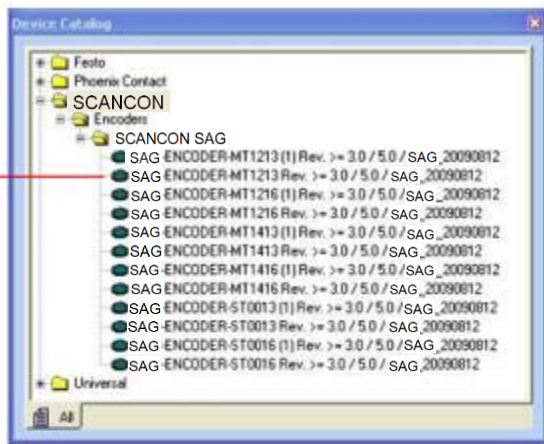 Device Catalog
Festo
Phoenix Contact
SCANCON
Encoders
SCANCON SAG
SAG-ENCODER-MT1213 (1) Rev. >= 3.0 / 5.0 / SAG_20090812
SAG-ENCODER-MT1213 Rev. >= 3.0 / 5.0 / SAG_20090812
SAG-ENCODER-MT1216 (1) Rev. >= 3.0 / 5.0 / SAG_20090812
SAG-ENCODER-MT1216 Rev. >= 3.0 / 5.0 / SAG_20090812
SAG-ENCODER-MT1413 (1) Rev. >= 3.0 / 5.0 / SAG_20090812
SAG-ENCODER-MT1413 Rev. >= 3.0 / 5.0 / SAG_20090812
SAG-ENCODER-MT1416 (1) Rev. >= 3.0 / 5.0 / SAG_20090812
SAG-ENCODER-MT1416 Rev. >= 3.0 / 5.0 / SAG_20090812
SAG-ENCODER-ST0013 (1) Rev. >= 3.0 / 5.0 / SAG_20090812
SAG-ENCODER-ST0013 Rev. >= 3.0 / 5.0 / SAG_20090812
SAG-ENCODER-ST0016 (1) Rev. >= 3.0 / 5.0 / SAG_20090812
SAG-ENCODER-ST0016 Rev. >= 3.0 / 5.0 / SAG_20090812
Universal
All